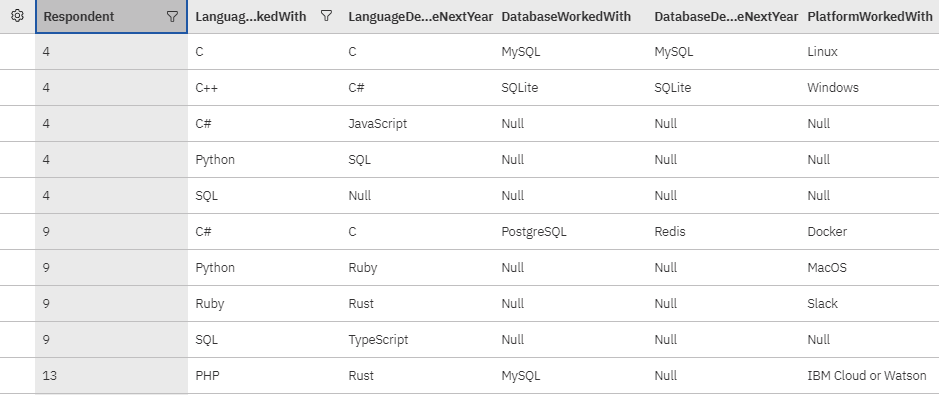 Respondent Languag...kedWith LanguageDe...eNextYear DatabaseWorkedWith DatabaseDe...eNextYear PlatformWorkedWith
4 C C MySQL MySQL Linux
4 C++ C# SQLite SQLite Windows
4 C# JavaScript Null Null Null
4 Python SQL Null Null Null
4 SQL Null Null Null Null
9 C# C PostgreSQL Redis Docker
9 Python Ruby Null Null MacOS
9 Ruby Rust Null Null Slack
9 SQL TypeScript Null Null Null
13 PHP Rust MySQL Null IBM Cloud or Watson